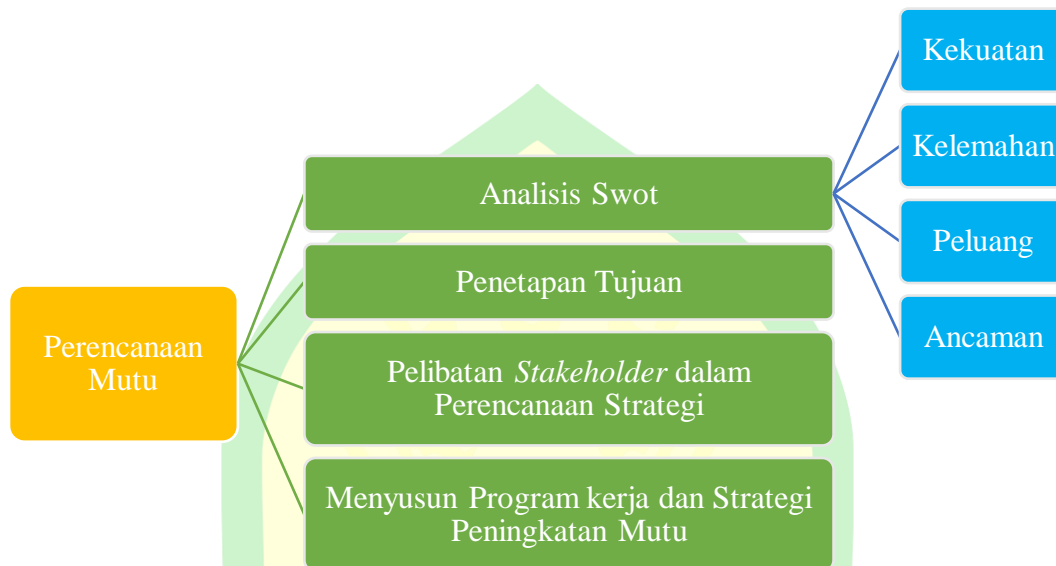 Perencanaan
Mutu
Analisis Swot
Penetapan Tujuan
Pelibatan Stakeholder dalam
Perencanaan Strategi
Menyusun Program kerja dan Strategi
Peningkatan Mutu
Kekuatan
Kelemahan
Peluang
Ancaman